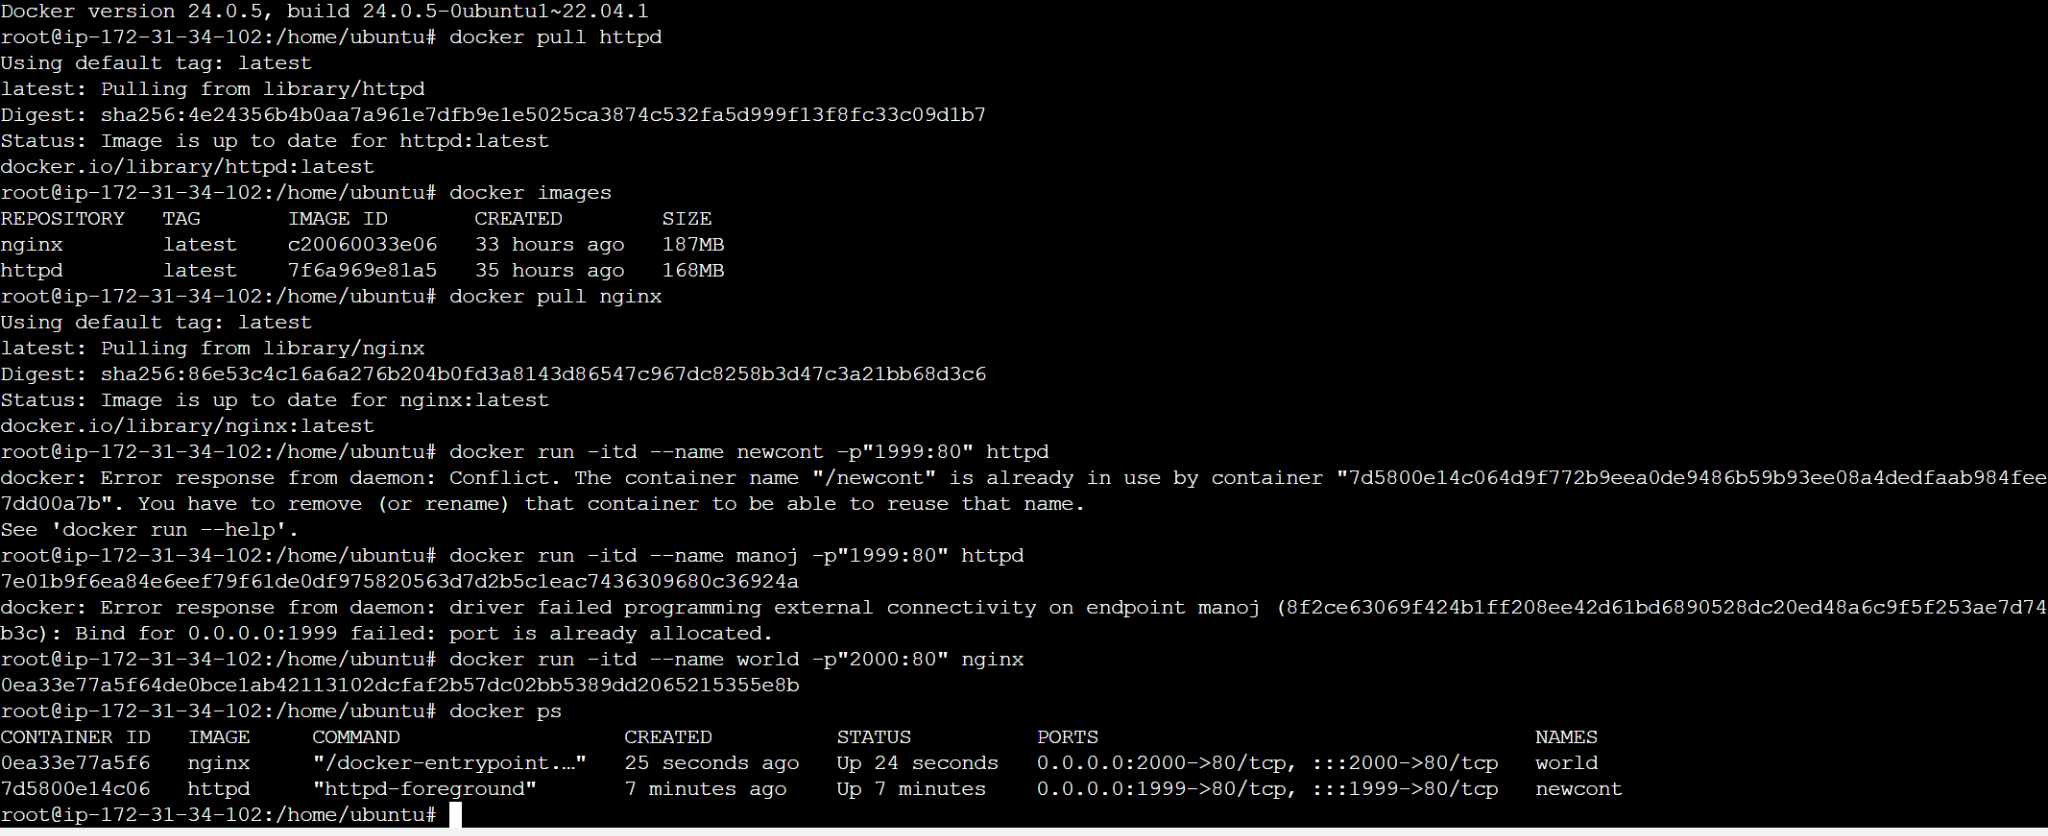 Docker version 24.0.5, build 24.0.5-0ubuntu1~22.04.1
root@ip-172-31-34-102:/home/ubuntu# docker pull httpd
Using default tag: latest
latest: Pulling from library/httpd
Digest: sha256:4e24356b4b0aa7a961e7dfb9e1e5025ca3874c532fa5d999f13f8fc33c09d1b7
Status: Image is up to date for httpd:latest
docker.io/library/httpd:latest
root@ip-172-31-34-102:/home/ubuntu# docker images
REPOSITORY   TAG       IMAGE ID       CREATED        SIZE
nginx        latest    c20060033e06   33 hours ago   187MB
httpd        latest    7f6a969e81a5   35 hours ago   168MB
root@ip-172-31-34-102:/home/ubuntu# docker pull nginx
Using default tag: latest
latest: Pulling from library/nginx
Digest: sha256:86e53c4c16a6a276b204b0fd3a8143d86547c967dc8258b3d47c3a21bb68d3c6
Status: Image is up to date for nginx:latest
docker.io/library/nginx:latest
root@ip-172-31-34-102:/home/ubuntu# docker run -itd --name newcont -p"1999:80" httpd
docker: Error response from daemon: Conflict. The container name "/newcont" is already in use by container "7d5800e14c064d9f772b9eea0de9486b59b93ee08a4dedfaab984fee
7dd00a7b". You have to remove (or rename) that container to be able to reuse that name.
See 'docker run --help'.
root@ip-172-31-34-102:/home/ubuntu# docker run -itd --name manoj -p"1999:80" httpd
7e01b9f6ea84e6eef79f61de0df975820563d7d2b5c1eac7436309680c36924a
docker: Error response from daemon: driver failed programming external connectivity on endpoint manoj (8f2ce63069f424b1ff208ee42d61bd6890528dc20ed48a6c9f5f253ae7d74
b3c): Bind for 0.0.0.0:1999 failed: port is already allocated.
root@ip-172-31-34-102:/home/ubuntu# docker run -itd --name world -p"2000:80" nginx
0ea33e77a5f64de0bce1ab42113102dcfaf2b57dc02bb5389dd2065215355e8b
root@ip-172-31-34-102:/home/ubuntu# docker ps
CONTAINER ID   IMAGE     COMMAND                  CREATED          STATUS          PORTS                                   NAMES
0ea33e77a5f6   nginx     "/docker-entrypoint.…"   25 seconds ago   Up 24 seconds   0.0.0.0:2000->80/tcp, :::2000->80/tcp   world
7d5800e14c06   httpd     "httpd-foreground"       7 minutes ago    Up 7 minutes    0.0.0.0:1999->80/tcp, :::1999->80/tcp   newcont
root@ip-172-31-34-102:/home/ubuntu#